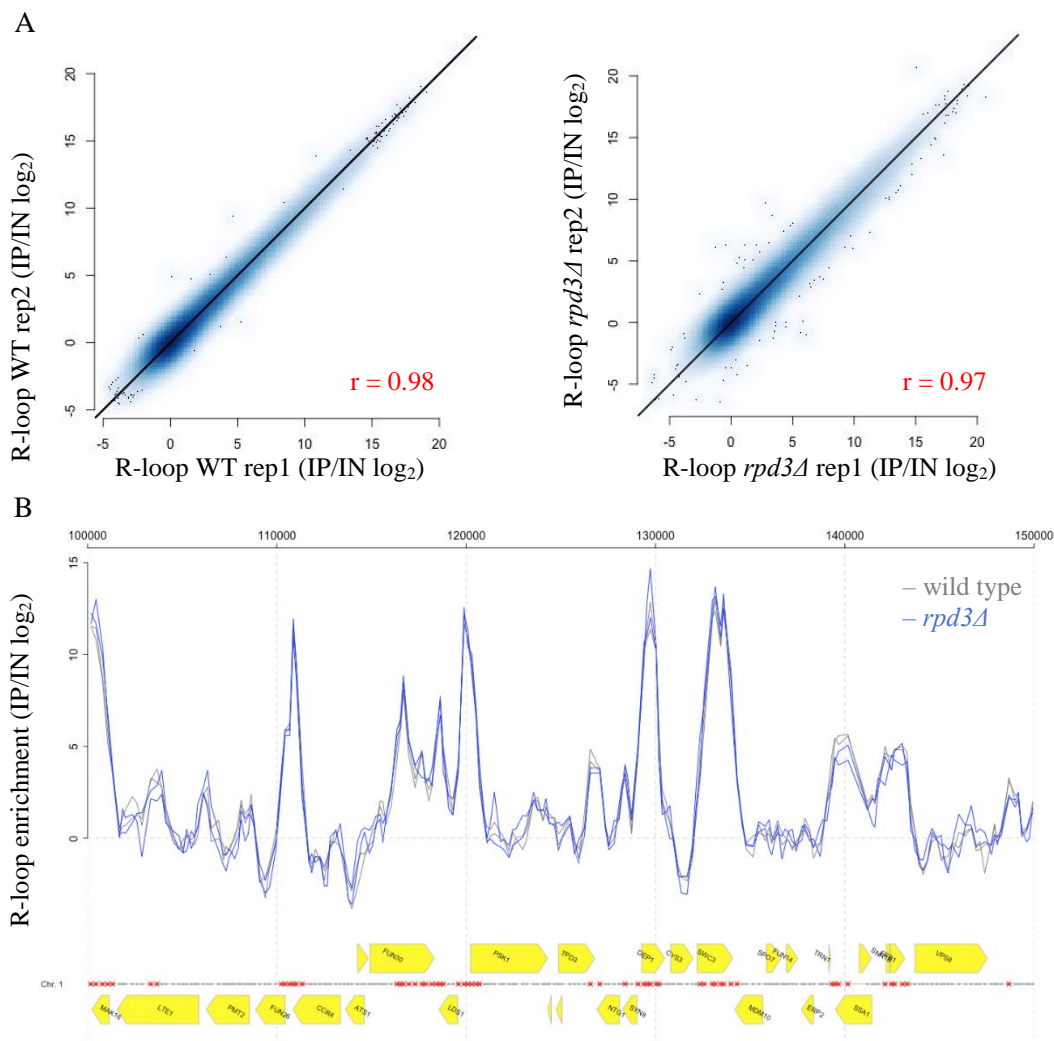 A
20
15
10
5
0
-5
R-loop WT rep2 (IP/IN log₂)
r = 0.98
-5 0 5 10 15 20
R-loop WT rep1 (IP/IN log₂)
20
15
10
5
0
-5
R-loop rpd3Δ rep2 (IP/IN log₂)
r = 0.97
-5 0 5 10 15 20
R-loop rpd3Δ rep1 (IP/IN log₂)
B
100000 110000 120000 130000 140000 150000
15
10
5
0
R-loop enrichment (IP/IN log₂)
– wild type
– rpd3Δ
FUN30 PSK1 TPD3 DEP1 CYS3 SWC3 SPO7 FUN14 TRN1 VPS8
Chr. 1
MAK16 LTE1 PMT2 FUN26 CCR4 ATS1 LDS1 NTG1 SYN8 MDM10 ERP2 SSA1